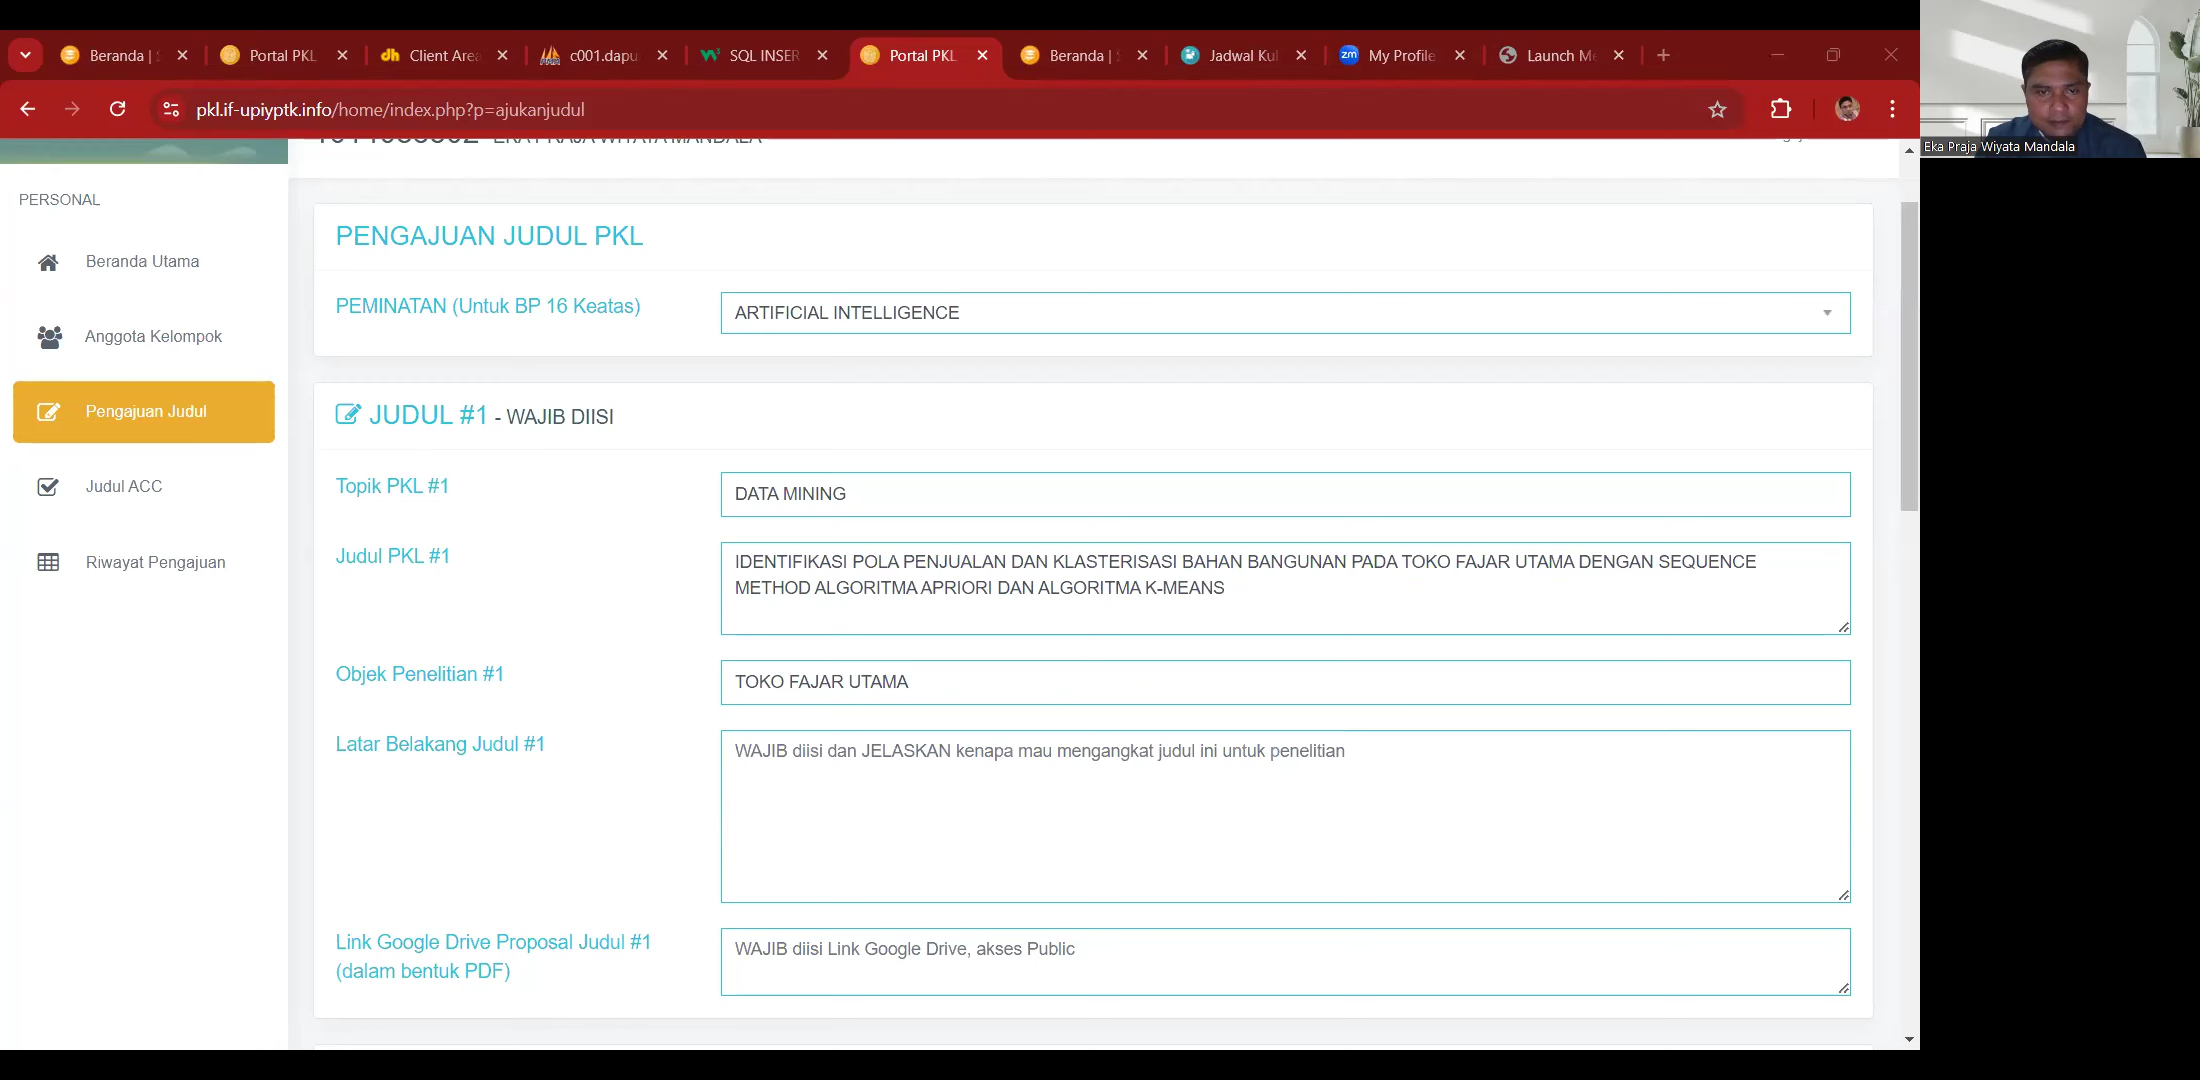 Beranda |
Portal PKL
Client Area
c001.dapu
SQL INSER
Portal PKL
Beranda |
Jadwal Kul
My Profile
Launch Me
pkl.if-upiyptk.info/home/index.php?p=ajukanjudul
Eka Praja Wiyata Mandala
EKA PRAJA WIYATA MANDALA
PERSONAL
Beranda Utama
Anggota Kelompok
Pengajuan Judul
Judul ACC
Riwayat Pengajuan
PENGAJUAN JUDUL PKL
PEMINATAN (Untuk BP 16 Keatas)
ARTIFICIAL INTELLIGENCE
JUDUL #1 - WAJIB DIISI
Topik PKL #1
DATA MINING
Judul PKL #1
IDENTIFIKASI POLA PENJUALAN DAN KLASTERISASI BAHAN BANGUNAN PADA TOKO FAJAR UTAMA DENGAN SEQUENCE
METHOD ALGORITMA APRIORI DAN ALGORITMA K-MEANS
Objek Penelitian #1
TOKO FAJAR UTAMA
Latar Belakang Judul #1
WAJIB diisi dan JELASKAN kenapa mau mengangkat judul ini untuk penelitian
Link Google Drive Proposal Judul #1
(dalam bentuk PDF)
WAJIB diisi Link Google Drive, akses Public